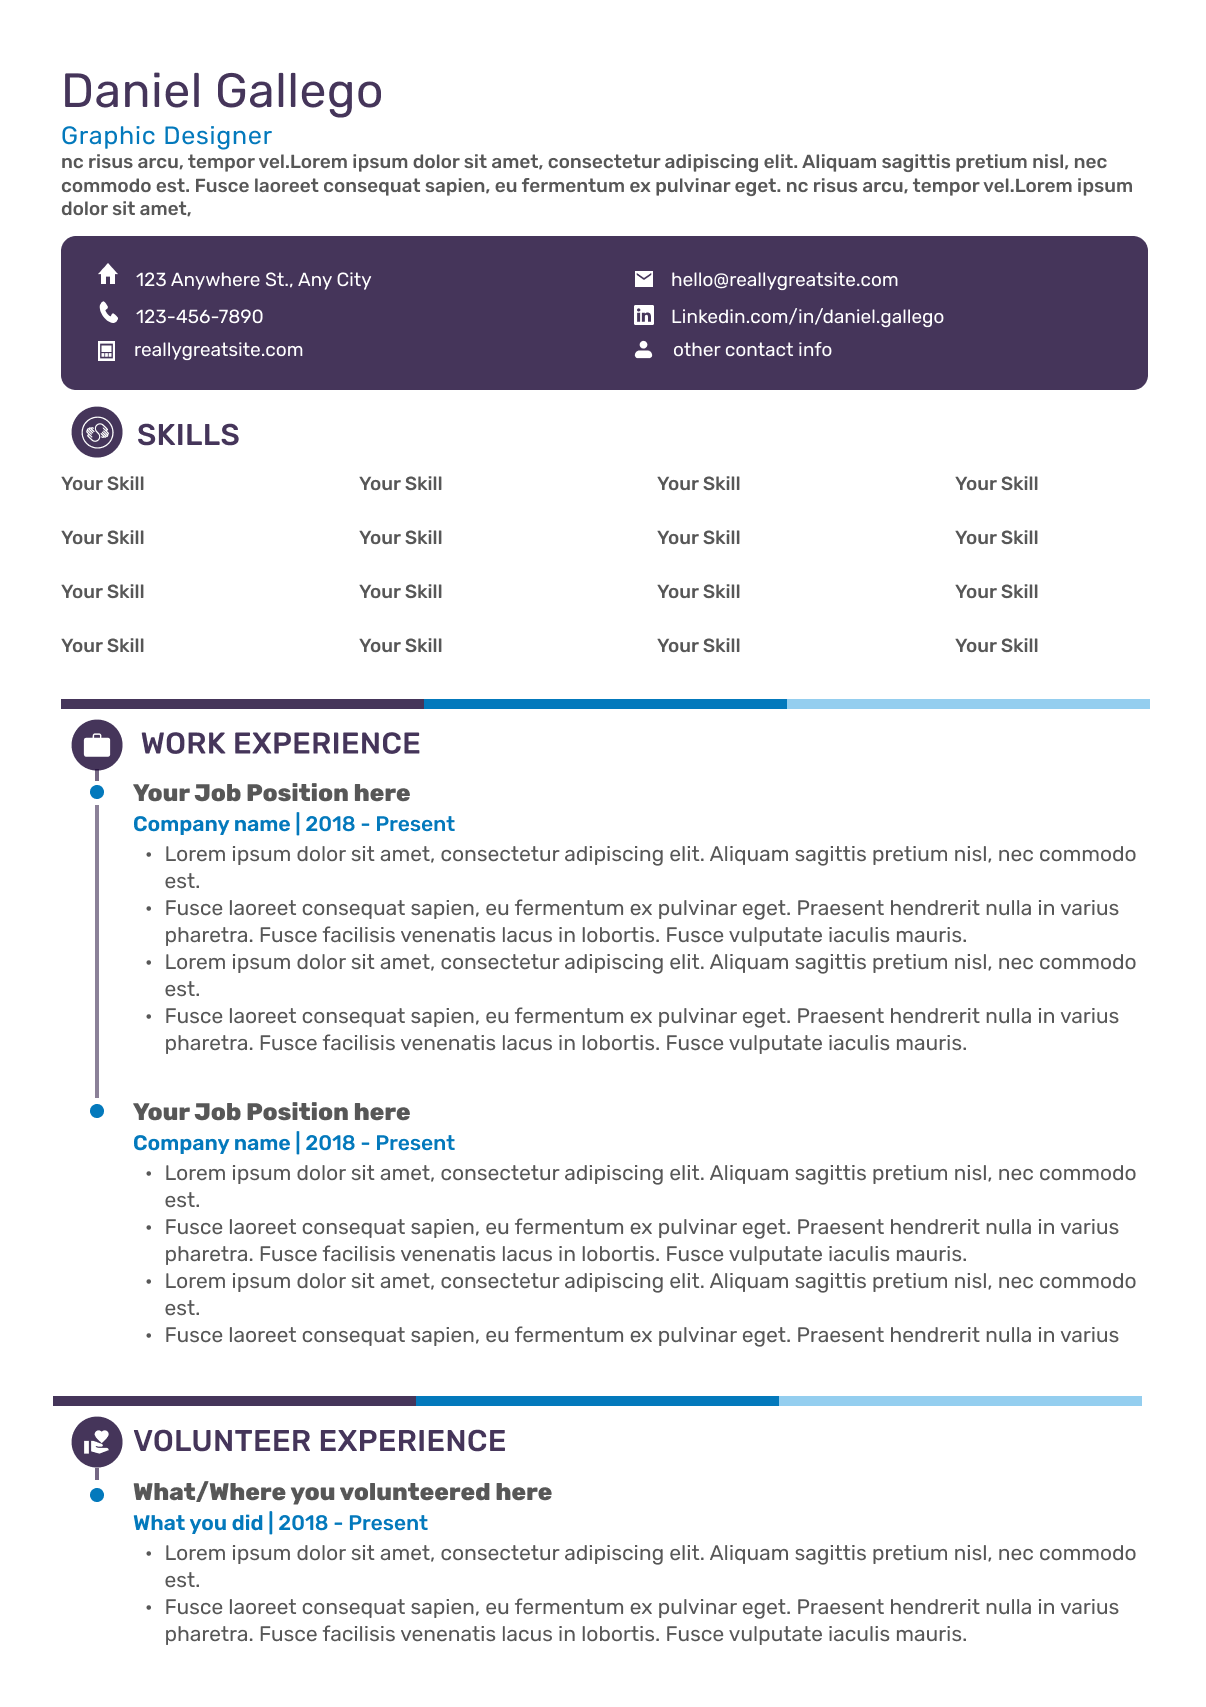 Daniel Gallego
Graphic Designer
nc risus arcu, tempor vel.Lorem ipsum dolor sit amet, consectetur adipiscing elit. Aliquam sagittis pretium nisl, nec
commodo est. Fusce laoreet consequat sapien, eu fermentum ex pulvinar eget. nc risus arcu, tempor vel.Lorem ipsum
dolor sit amet,
123 Anywhere St., Any City
hello@reallygreatsite.com
123-456-7890
Linkedin.com/in/daniel.gallego
reallygreatsite.com
other contact info
SKILLS
Your Skill Your Skill Your Skill Your Skill
Your Skill Your Skill Your Skill Your Skill
Your Skill Your Skill Your Skill Your Skill
Your Skill Your Skill Your Skill Your Skill
WORK EXPERIENCE
Your Job Position here
Company name | 2018 - Present
• Lorem ipsum dolor sit amet, consectetur adipiscing elit. Aliquam sagittis pretium nisl, nec commodo
est.
• Fusce laoreet consequat sapien, eu fermentum ex pulvinar eget. Praesent hendrerit nulla in varius
pharetra. Fusce facilisis venenatis lacus in lobortis. Fusce vulputate iaculis mauris.
• Lorem ipsum dolor sit amet, consectetur adipiscing elit. Aliquam sagittis pretium nisl, nec commodo
est.
• Fusce laoreet consequat sapien, eu fermentum ex pulvinar eget. Praesent hendrerit nulla in varius
pharetra. Fusce facilisis venenatis lacus in lobortis. Fusce vulputate iaculis mauris.
Your Job Position here
Company name | 2018 - Present
• Lorem ipsum dolor sit amet, consectetur adipiscing elit. Aliquam sagittis pretium nisl, nec commodo
est.
• Fusce laoreet consequat sapien, eu fermentum ex pulvinar eget. Praesent hendrerit nulla in varius
pharetra. Fusce facilisis venenatis lacus in lobortis. Fusce vulputate iaculis mauris.
• Lorem ipsum dolor sit amet, consectetur adipiscing elit. Aliquam sagittis pretium nisl, nec commodo
est.
• Fusce laoreet consequat sapien, eu fermentum ex pulvinar eget. Praesent hendrerit nulla in varius
VOLUNTEER EXPERIENCE
What/Where you volunteered here
What you did | 2018 - Present
• Lorem ipsum dolor sit amet, consectetur adipiscing elit. Aliquam sagittis pretium nisl, nec commodo
est.
• Fusce laoreet consequat sapien, eu fermentum ex pulvinar eget. Praesent hendrerit nulla in varius
pharetra. Fusce facilisis venenatis lacus in lobortis. Fusce vulputate iaculis mauris.